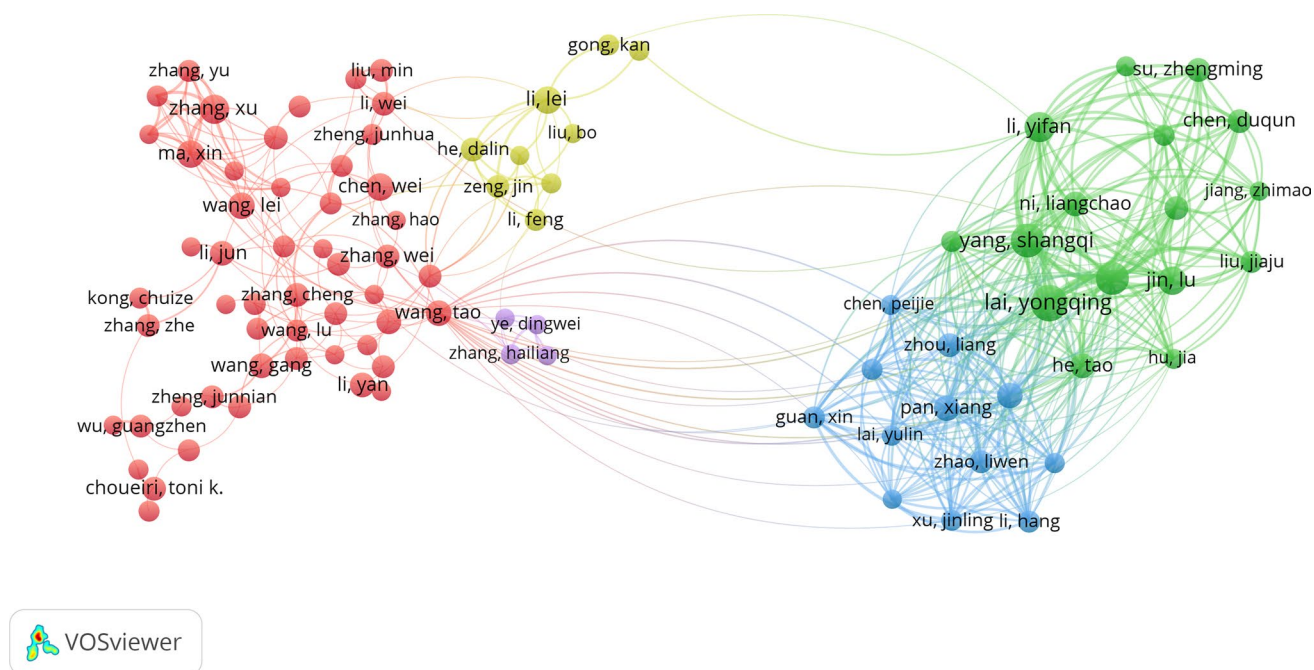 gong, kan
zhang, yu
liu, min
su, zhengming
li, lei
li, wei
zhang, xu
chen, duqun
li, yifan
zheng, junhua
liu, bo
he, dalin
ma, xin
chen, wei
zeng, jin
jiang, zhimao
wang, lei
ni, liangchao
zhang, hao
li, feng
yang, shangqi
li, jun
zhang, wei
liu, jiaju
jin, lu
kong, chuize
zhang, cheng
chen, peijie
lai, yongqing
wang, tao
zhang, zhe
ye, dingwei
wang, lu
zhou, liang
zhang, hailiang
hu, jia
wang, gang
he, tao
li, yan
zheng, junnian
pan, xiang
guan, xin
wu, guangzhen
lai, yulin
zhao, liwen
choueiri, toni k.
xu, jinling
li, hang
VOSviewer